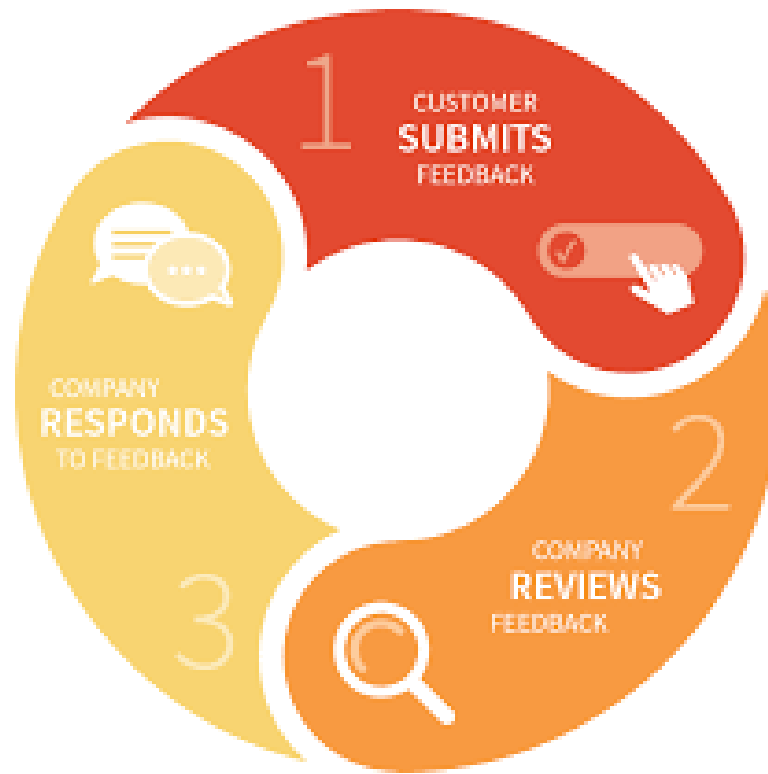 1
CUSTOMER
SUBMITS
FEEDBACK
2
COMPANY
REVIEWS
FEEDBACK
3
COMPANY
RESPONDS
TO FEEDBACK